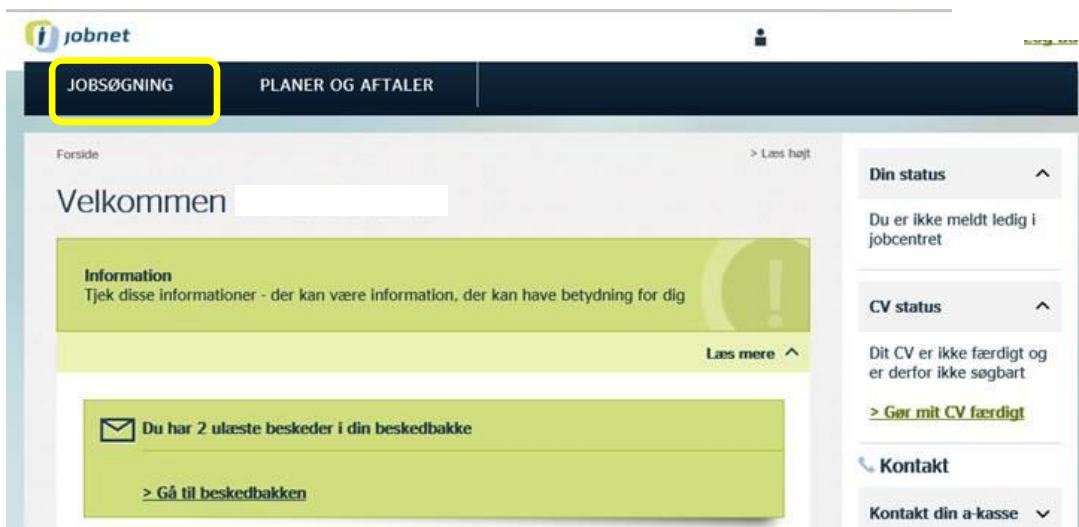 jobnet
JOBSØGNING
PLANER OG AFTALER
Forside
> Læs højt
Velkommen
Information
Tjek disse informationer - der kan være information, der kan have betydning for dig
Læs mere
Du har 2 ulæste beskeder i din beskedbakke
> Gå til beskedbakken
Din status
Du er ikke meldt ledig i
jobcentret
CV status
Dit CV er ikke færdigt og
er derfor ikke søgbart
> Gør mit CV færdigt
Kontakt
Kontakt din a-kasse